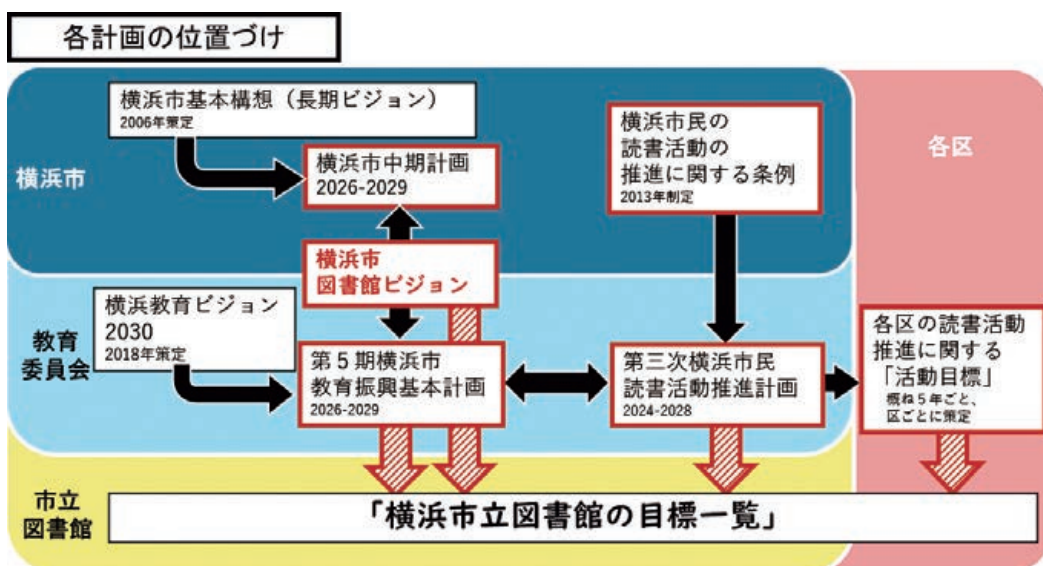 各計画の位置づけ
横浜市
横浜市基本構想（長期ビジョン）
2006年策定
横浜市中期計画
2026-2029
横浜市民の
読書活動の
推進に関する条例
2013年制定
各区
横浜市
図書館ビジョン
教育
委員会
横浜教育ビジョン
2030
2018年策定
第５期横浜市
教育振興基本計画
2026-2029
第三次横浜市民
読書活動推進計画
2024-2028
各区の読書活動
推進に関する
「活動目標」
概ね５年ごと、
区ごとに策定
市立
図書館
「横浜市立図書館の目標一覧」